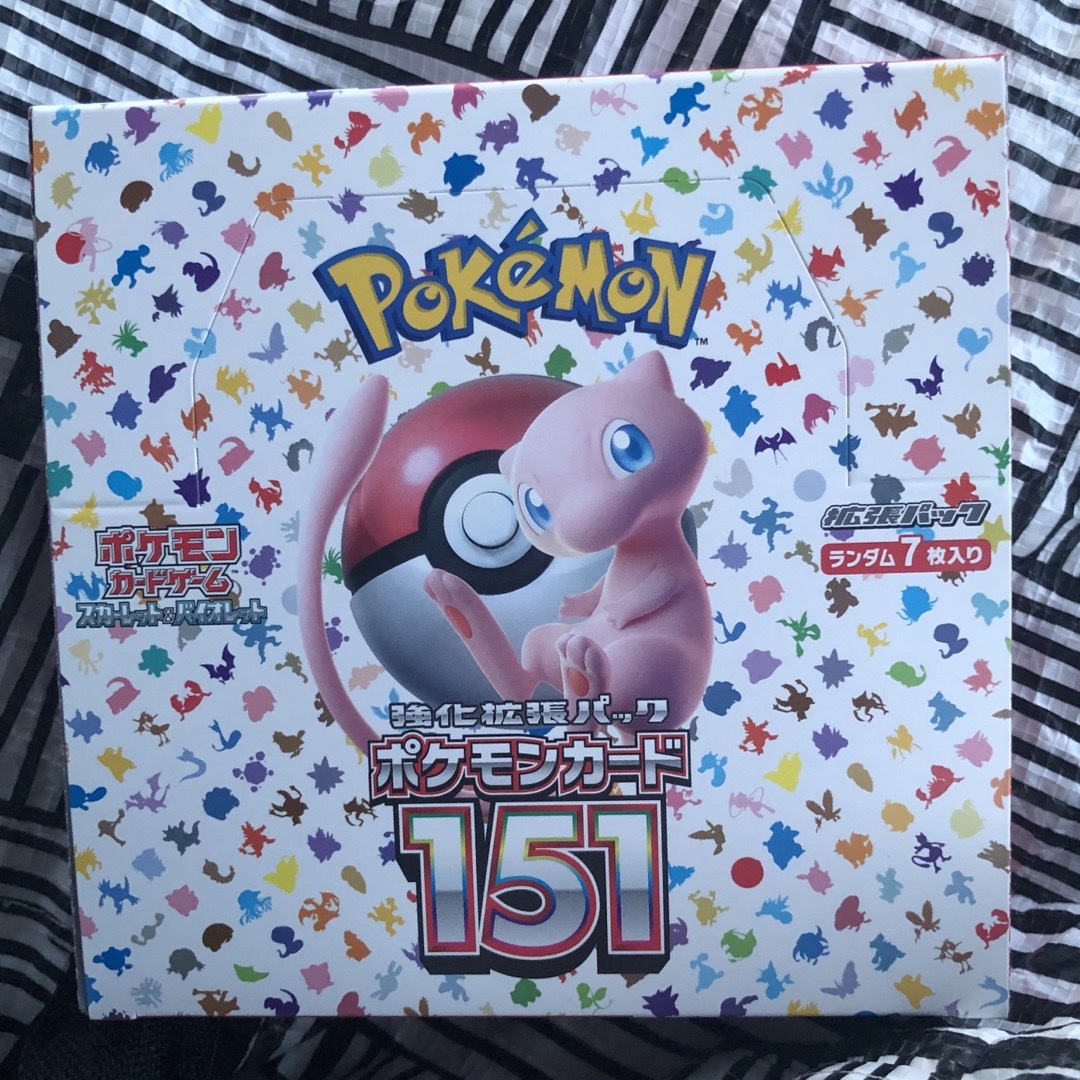 POKéMON
TM
ポケモン
カードゲーム
スカーレット&バイオレット
拡張パック
ランダム7枚入り
強化拡張パック
ポケモンカード
151